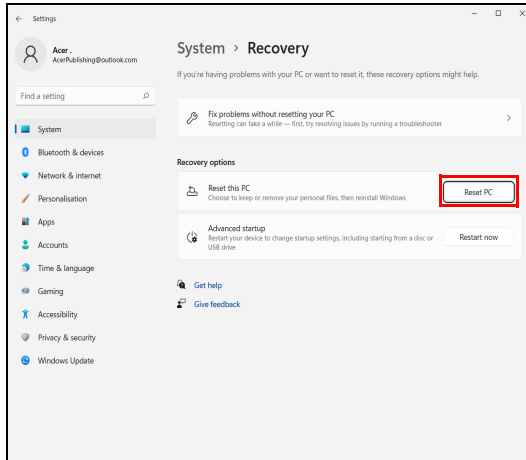 Settings
Acer .
AcerPublishing@outlook.com
Find a setting
System
Bluetooth & devices
Network & internet
Personalisation
Apps
Accounts
Time & language
Gaming
Accessibility
Privacy & security
Windows Update
System > Recovery
If you're having problems with your PC or want to reset it, these recovery options might help.
Fix problems without resetting your PC
Resetting can take a while — first, try resolving issues by running a troubleshooter
Recovery options
Reset this PC
Choose to keep or remove your personal files, then reinstall Windows
Reset PC
Advanced startup
Restart your device to change startup settings, including starting from a disc or
USB drive
Restart now
Get help
Give feedback